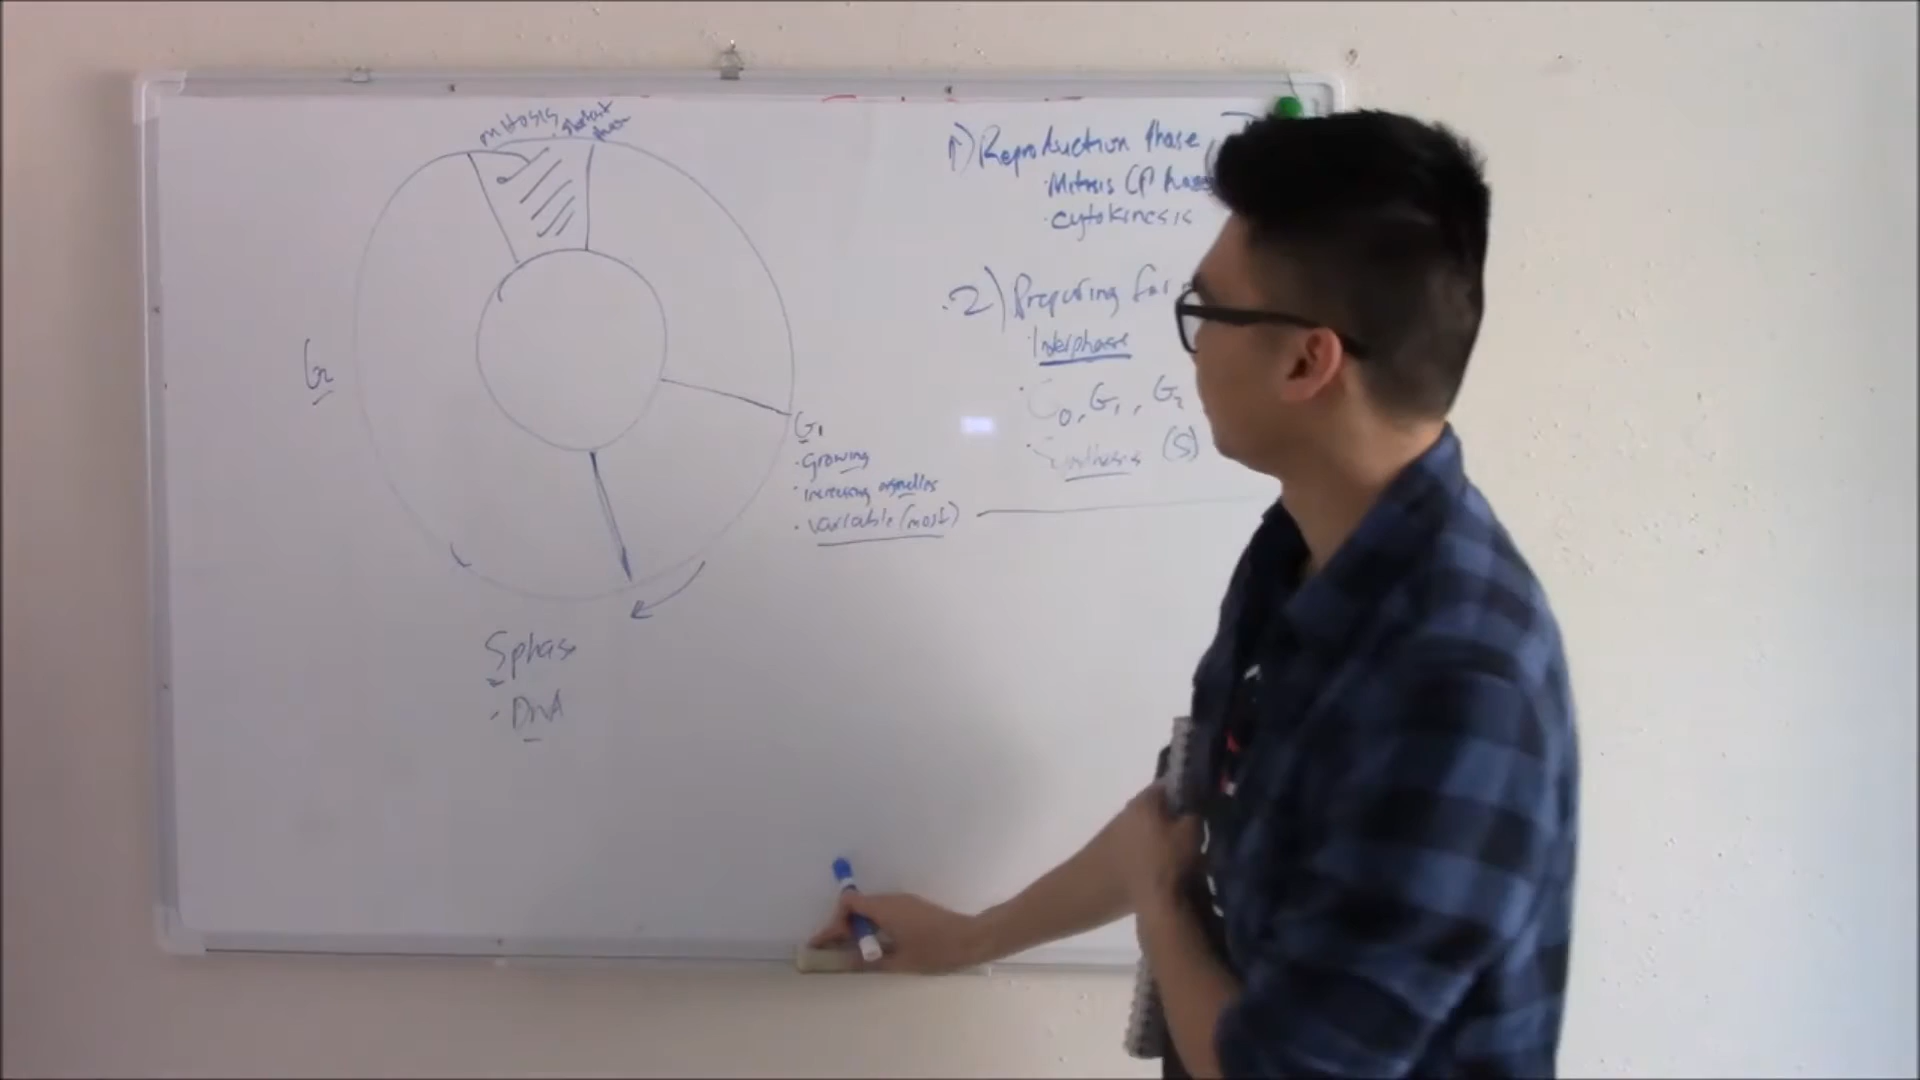 mitosis shortest
1) Reproduction Phase
· Mitosis (P
· Cytokinesis
2) Preparing for
· Interphase
· G0, G1, G2
· Synthesis (S)
G2
G1
· Growing
· increasing organelles
· variable (most)
S phase
· DNA